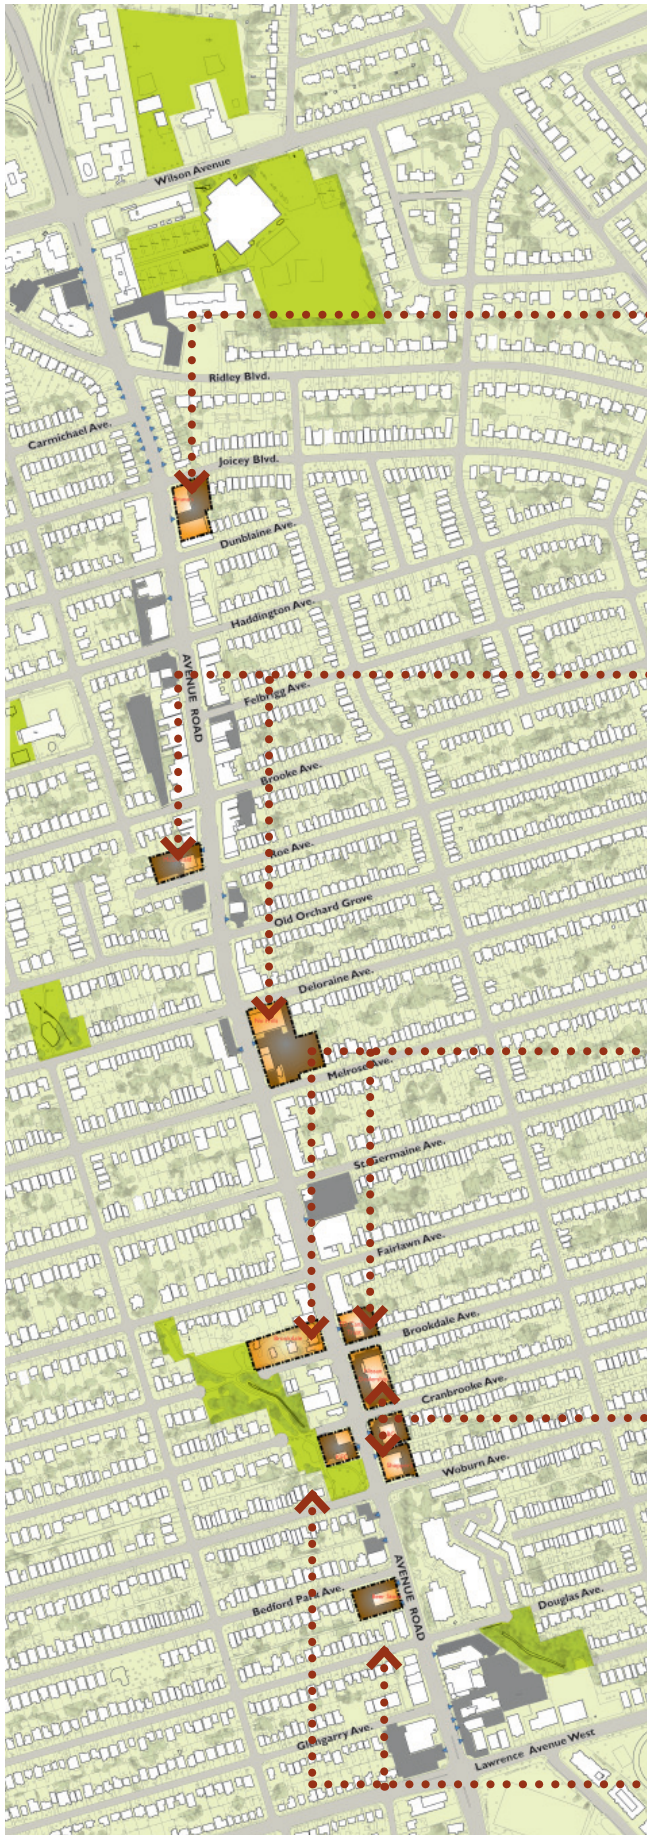 Wilson Avenue
Ridley Blvd.
Carmichael Ave.
Joicey Blvd.
Dunblaine Ave.
Haddington Ave.
AVENUE ROAD
Felbrigg Ave.
Brooke Ave.
Roe Ave.
Old Orchard Grove
Deloraine Ave.
Melrose Ave.
St. Germaine Ave.
Fairlawn Ave.
Brookdale Ave.
Cranbrooke Ave.
Woburn Ave.
AVENUE ROAD
Bedford Park Ave.
Douglas Ave.
Glengarry Ave.
Lawrence Avenue West